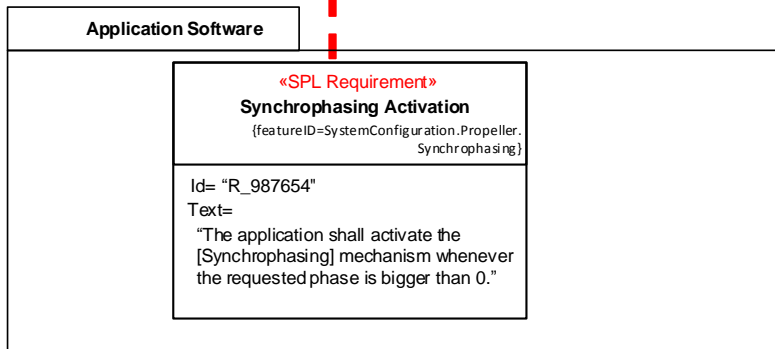 Application Software
«SPL Requirement»
Synchrophasing Activation
{featureID=SystemConfiguration.Propeller.
Synchrophasing}
Id= “R_987654"
Text=
“The application shall activate the
[Synchrophasing] mechanism whenever
the requested phase is bigger than 0.”